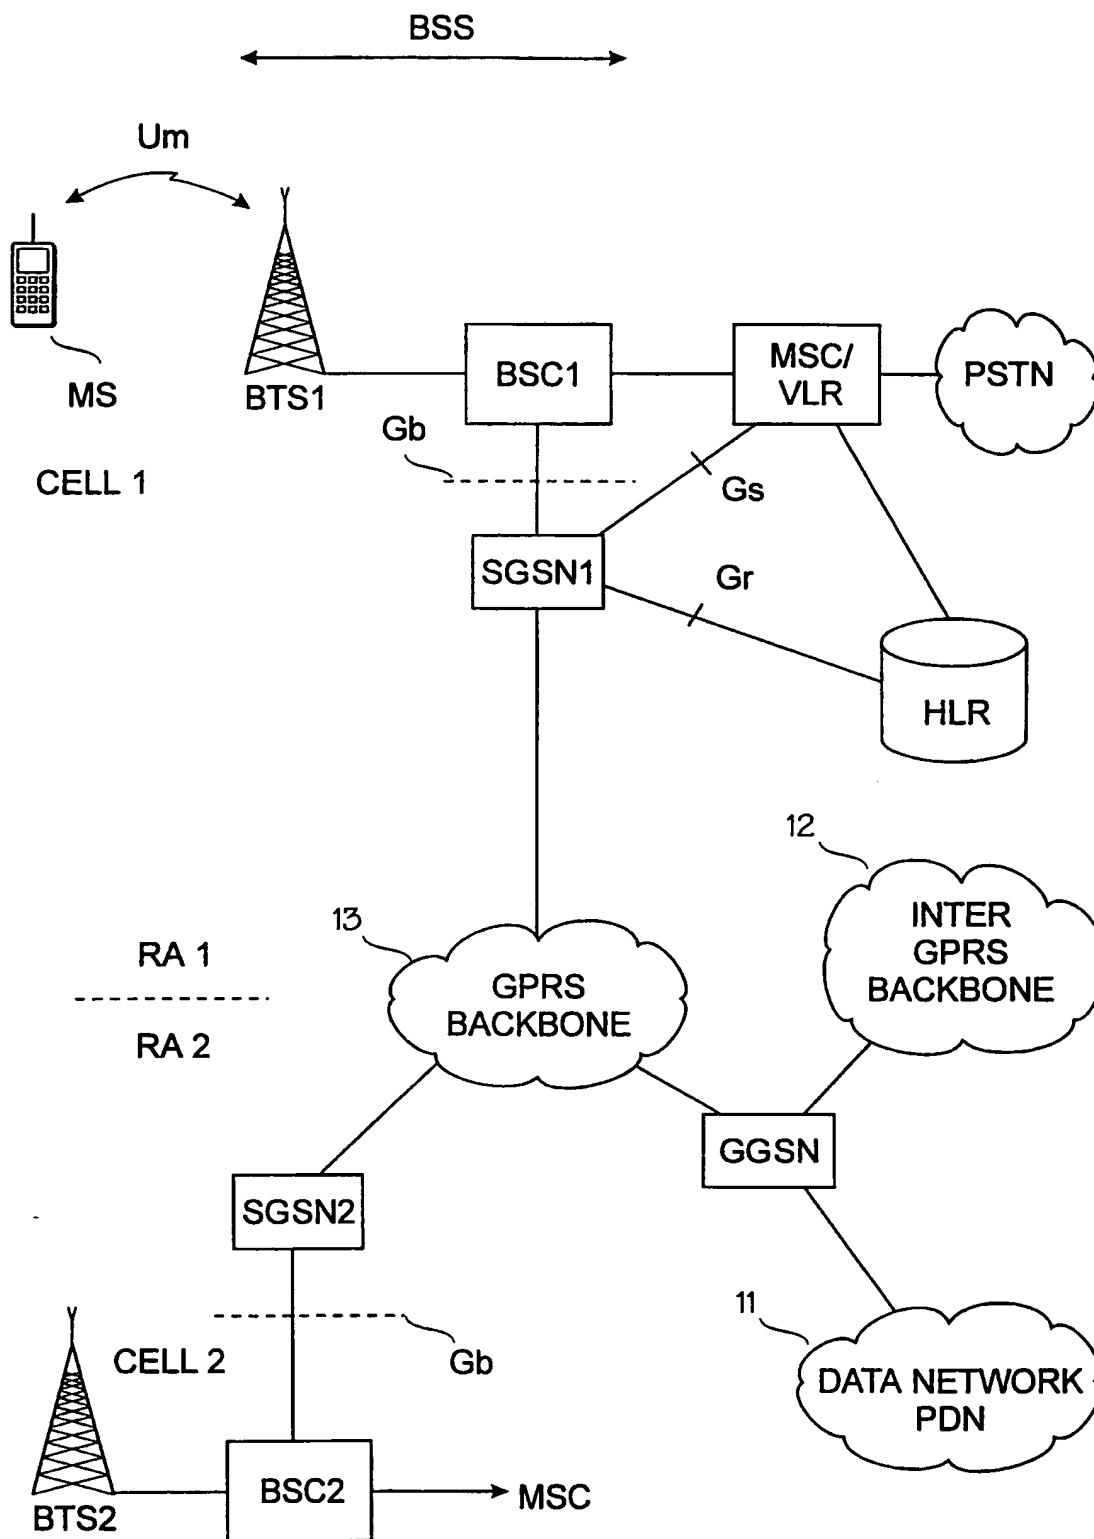 BSS
Um
MS
BTS1
BSC1
MSC/
VLR
PSTN
Gb
CELL 1
Gs
SGSN1
Gr
HLR
12
INTER
GPRS
BACKBONE
13
GPRS
BACKBONE
RA 1
RA 2
GGSN
SGSN2
11
Gb
CELL 2
DATA NETWORK
PDN
BSC2
MSC
BTS2